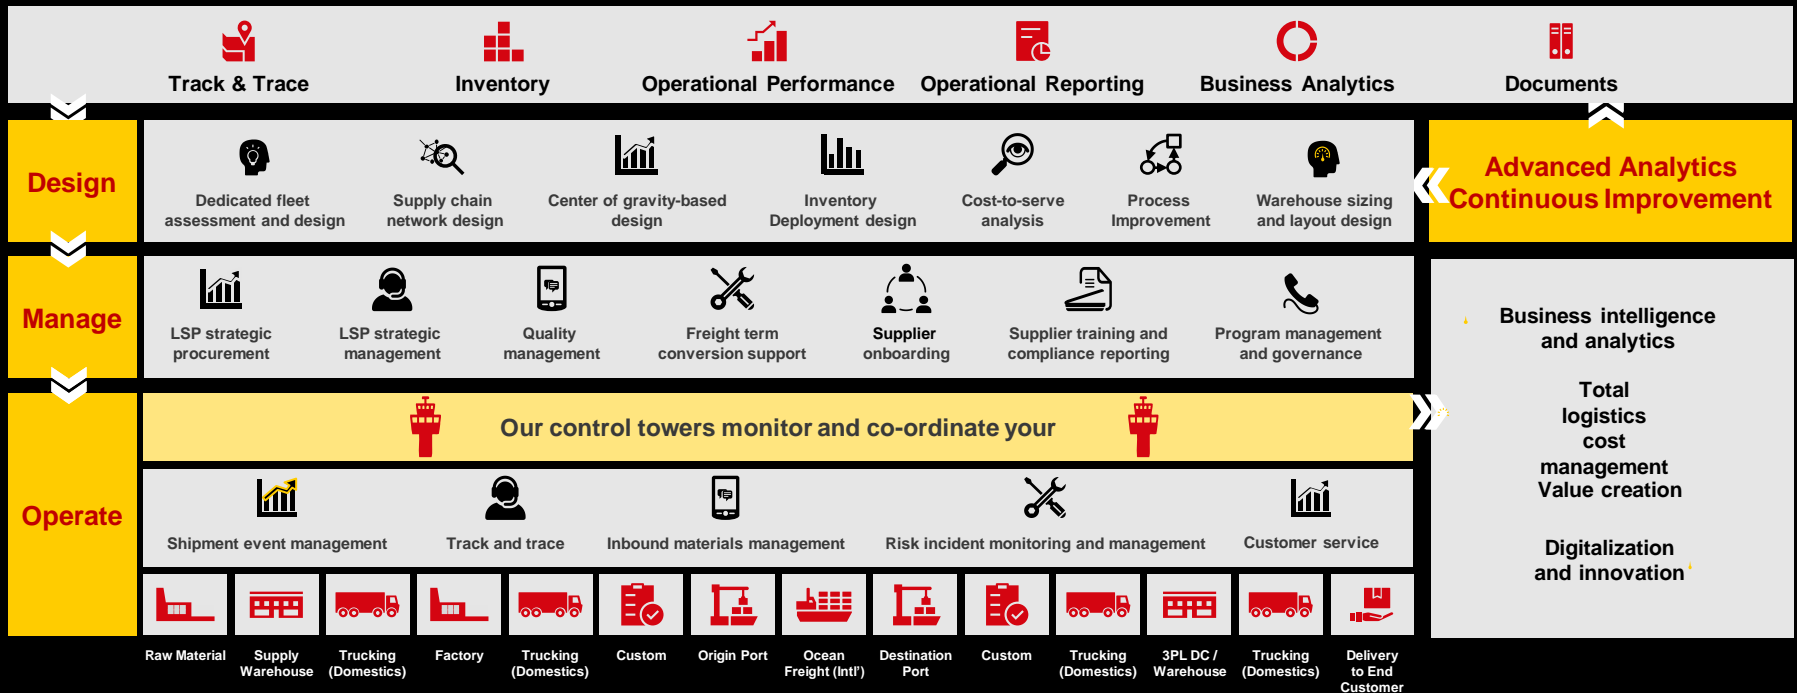 Track & Trace
Inventory
Operational Performance
Operational Reporting
Business Analytics
Documents
Design
Dedicated fleet
assessment and design
Supply chain
network design
Center of gravity-based
design
Inventory
Deployment design
Cost-to-serve
analysis
Process
Improvement
Warehouse sizing
and layout design
Advanced Analytics
Continuous Improvement
Manage
LSP strategic
procurement
LSP strategic
management
Quality
management
Freight term
conversion support
Supplier
onboarding
Supplier training and
compliance reporting
Program management
and governance
Business intelligence
and analytics
Total
logistics
cost
management
Value creation
Digitalization
and innovation
Operate
Our control towers monitor and co-ordinate your
Shipment event management
Track and trace
Inbound materials management
Risk incident monitoring and management
Customer service
Raw Material
Supply
Warehouse
Trucking
(Domestics)
Factory
Trucking
(Domestics)
Custom
Origin Port
Ocean
Freight (Intl')
Destination
Port
Custom
Trucking
(Domestics)
3PL DC /
Warehouse
Trucking
(Domestics)
Delivery
to End
Customer